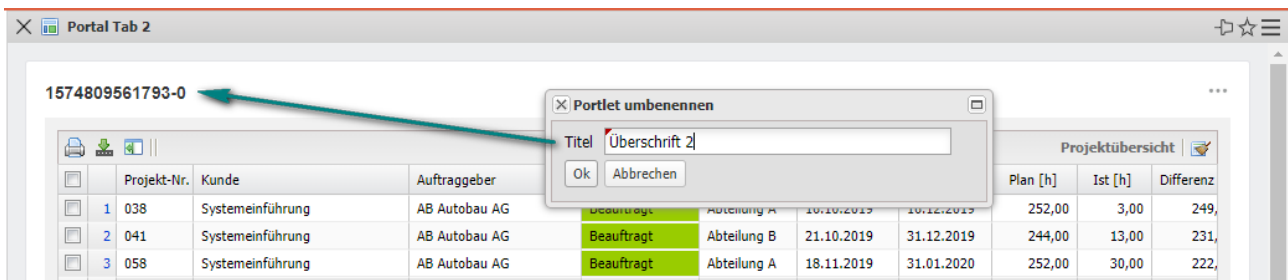 Portal Tab 2
1574809561793-0
Portlet umbenennen
Titel Überschrift 2
Ok Abbrechen
Projektübersicht
Projekt-Nr. Kunde Auftraggeber Plan [h] Ist [h] Differenz
1 038 Systemeinführung AB Autobau AG Beauftragt Abteilung A 16.10.2019 16.12.2019 252,00 3,00 249,
2 041 Systemeinführung AB Autobau AG Beauftragt Abteilung B 21.10.2019 31.12.2019 244,00 13,00 231,
3 058 Systemeinführung AB Autobau AG Beauftragt Abteilung A 18.11.2019 31.01.2020 252,00 30,00 222,